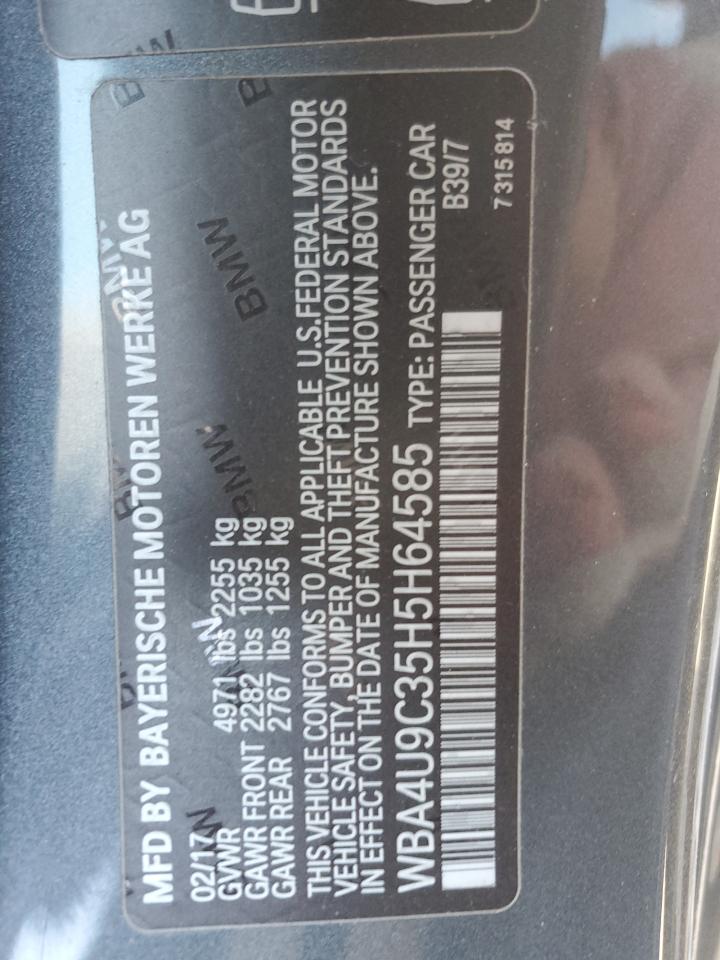 MFD BY BAYERISCHE MOTOREN WERKE AG
02/17
GVWR 4971 lbs 2255 kg
GAWR FRONT 2282 lbs 1035 kg
GAWR REAR 2767 lbs 1255 kg
THIS VEHICLE CONFORMS TO ALL APPLICABLE U.S.FEDERAL MOTOR
VEHICLE SAFETY, BUMPER AND THEFT PREVENTION STANDARDS
IN EFFECT ON THE DATE OF MANUFACTURE SHOWN ABOVE.
WBA4U9C35H5H64585 TYPE: PASSENGER CAR
B39/7
7 315 814
BMW
BMW
BMW